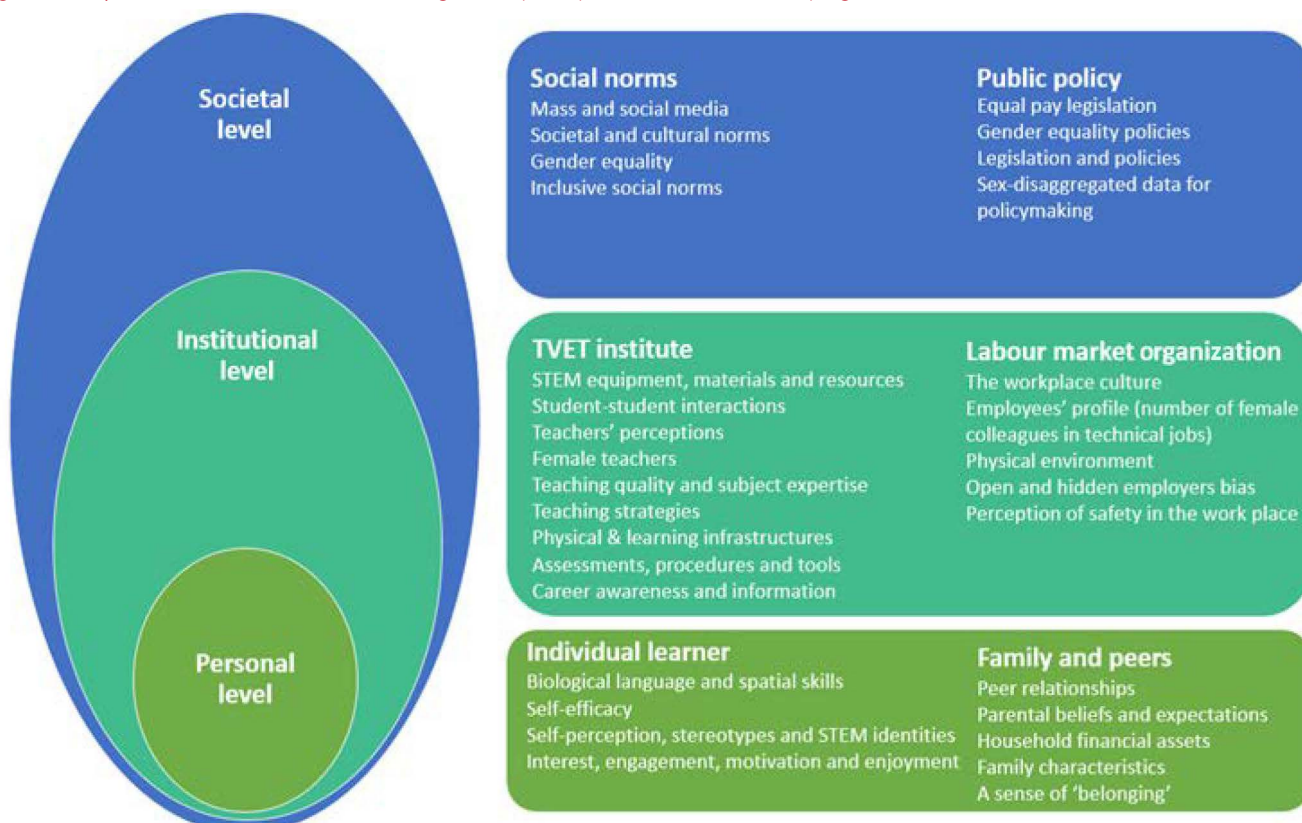 Societal
level
Institutional
level
Personal
level
Social norms
Mass and social media
Societal and cultural norms
Gender equality
Inclusive social norms
Public policy
Equal pay legislation
Gender equality policies
Legislation and policies
Sex-disaggregated data for
policymaking
TVET institute
STEM equipment, materials and resources
Student-student interactions
Teachers’ perceptions
Female teachers
Teaching quality and subject expertise
Teaching strategies
Physical & learning infrastructures
Assessments, procedures and tools
Career awareness and information
Labour market organization
The workplace culture
Employees’ profile (number of female
colleagues in technical jobs)
Physical environment
Open and hidden employers bias
Perception of safety in the work place
Individual learner
Biological language and spatial skills
Self-efficacy
Self-perception, stereotypes and STEM identities
Interest, engagement, motivation and enjoyment
Family and peers
Peer relationships
Parental beliefs and expectations
Household financial assets
Family characteristics
A sense of ‘belonging’